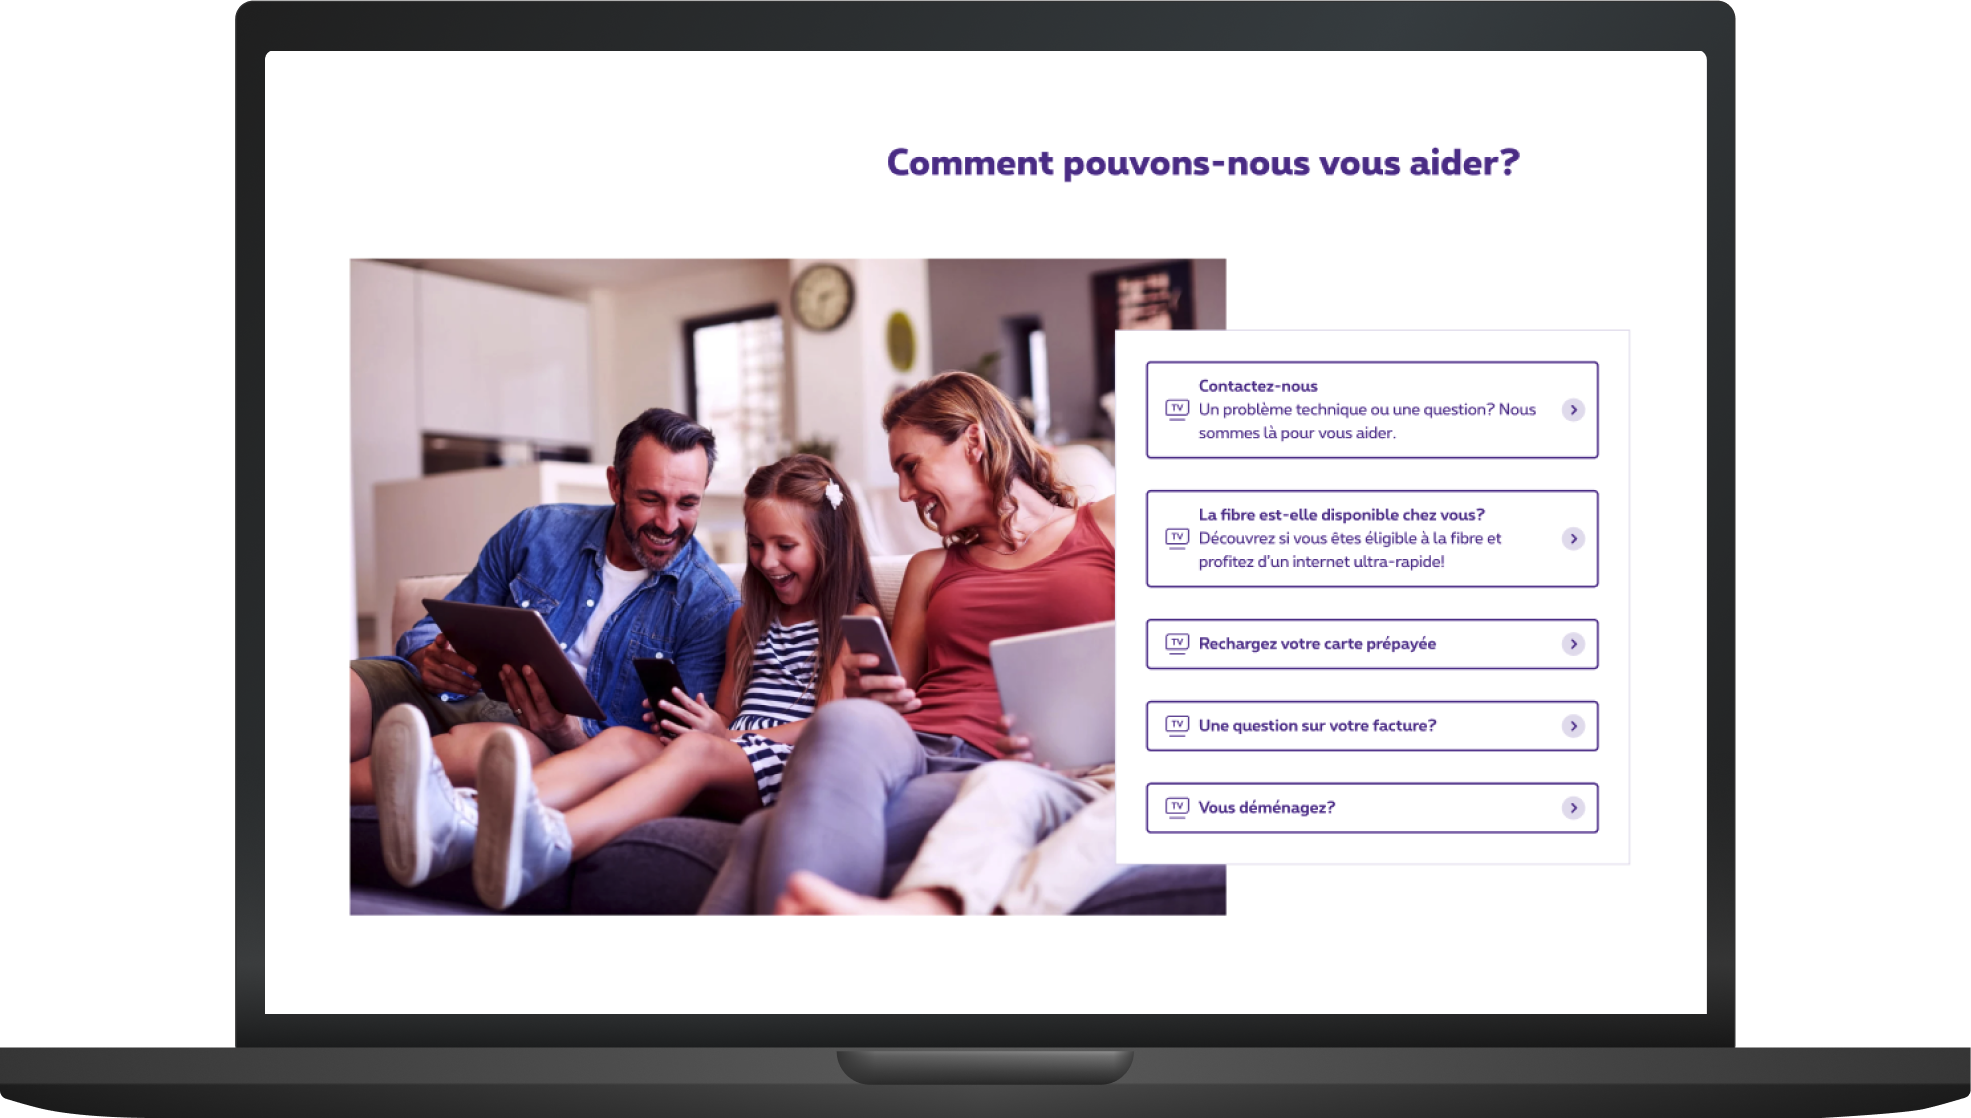 Comment pouvons-nous vous aider?
TV
Contactez-nous
Un problème technique ou une question? Nous
sommes là pour vous aider.
TV
La fibre est-elle disponible chez vous?
Découvrez si vous êtes éligible à la fibre et
profitez d'un internet ultra-rapide!
TV
Rechargez votre carte prépayée
TV
Une question sur votre facture?
TV
Vous déménagez?